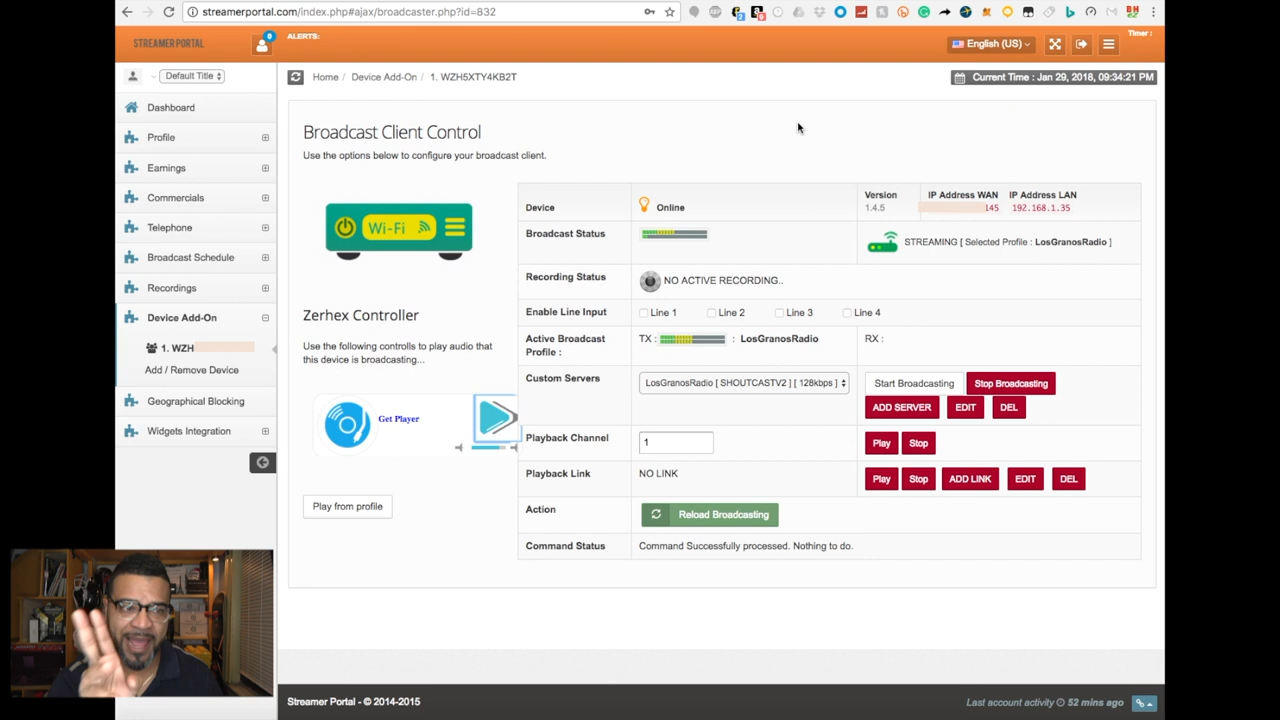 streamerportal.com/index.php#ajax/broadcaster.php?id=832
STREAMER PORTAL
0
ALERTS:
Timer :
English (US)
Default Title
Home / Device Add-On / 1. WZH5XTY4KB2T
Current Time : Jan 29, 2018, 09:34:21 PM
Dashboard
Profile
Earnings
Commercials
Telephone
Broadcast Schedule
Recordings
Device Add-On
1. WZH
Add / Remove Device
Geographical Blocking
Widgets Integration
Broadcast Client Control
Use the options below to configure your broadcast client.
Wi-Fi
Zerhex Controller
Use the following controlls to play audio that
this device is broadcasting...
Get Player
Play from profile
Device
Online
Version
1.4.5
IP Address WAN
145
IP Address LAN
192.168.1.35
Broadcast Status
STREAMING [ Selected Profile : LosGranosRadio ]
Recording Status
NO ACTIVE RECORDING..
Enable Line Input
Line 1 Line 2 Line 3 Line 4
Active Broadcast
Profile :
TX : : LosGranosRadio
RX :
Custom Servers
LosGranosRadio [ SHOUTCASTV2 ] [ 128kbps ]
Start Broadcasting Stop Broadcasting
ADD SERVER EDIT DEL
Playback Channel
1
Play Stop
Playback Link
NO LINK
Play Stop ADD LINK EDIT DEL
Action
Reload Broadcasting
Command Status
Command Successfully processed. Nothing to do.
Streamer Portal - © 2014-2015
Last account activity 52 mins ago